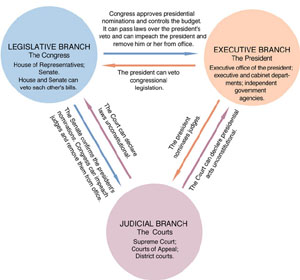 Congress approves presidential
nominations and controls the budget.
It can pass laws over the president's
veto and can impeach the president
and remove him or her from office.
LEGISLATIVE BRANCH
The Congress
House of Representatives;
Senate.
House and Senate can
veto each other's bills.
EXECUTIVE BRANCH
The President
Executive office of the president;
executive and cabinet depart-
ments; independent
government
agencies.
The president can veto
congressional
legislation.
The Court can declare
laws unconstitutional.
The Senate confirms the president's
nominations. Congress can impeach
judges and remove them from office.
The president
nominates judges.
The Court can declare presidential
acts unconstitutional.
JUDICIAL BRANCH
The Courts
Supreme Court;
Courts of Appeal;
District courts.